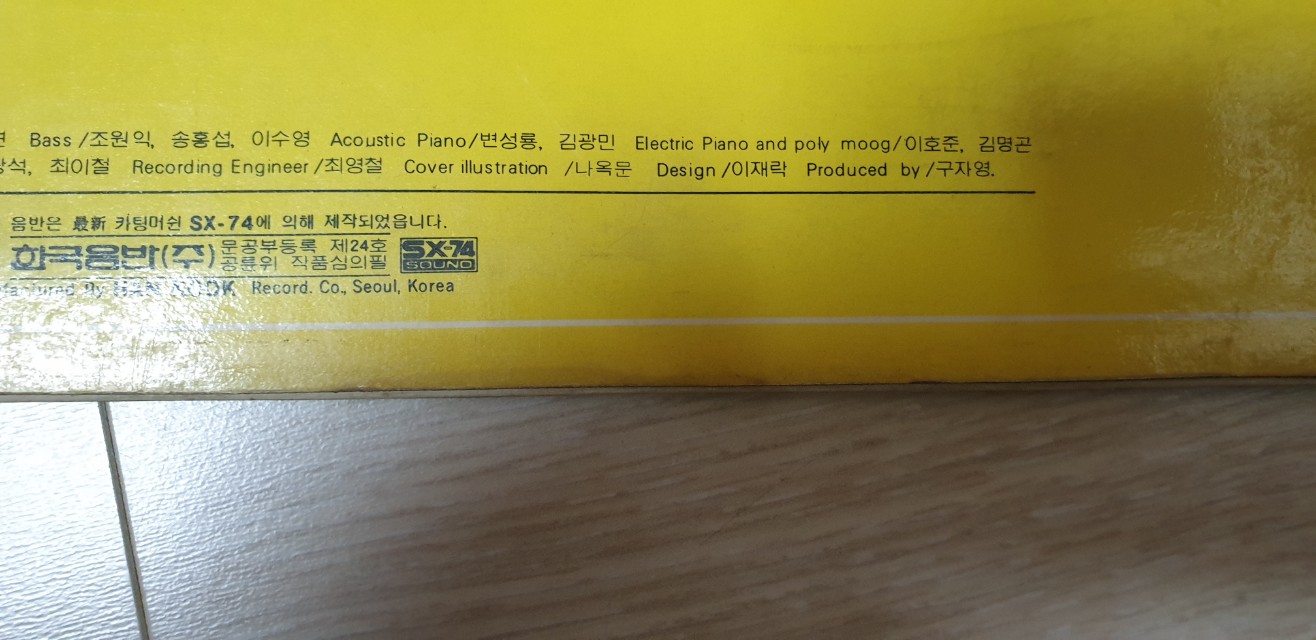 Bass /조원익, 송홍섭, 이수영 Acoustic Piano/변성룡, 김광민 Electric Piano and poly moog/이호준, 김명곤
최이철 Recording Engineer/최영철 Cover illustration /나옥문 Design/이재락 Produced by/구자영.
음반은 最新 카팅머쉰 SX-74에 의해 제작되었읍니다.
한국음반(주) 문공부등록 제24호
공륜위 작품심의필
SX-74
SOUND
By HAN KOOK Record. Co., Seoul, Korea